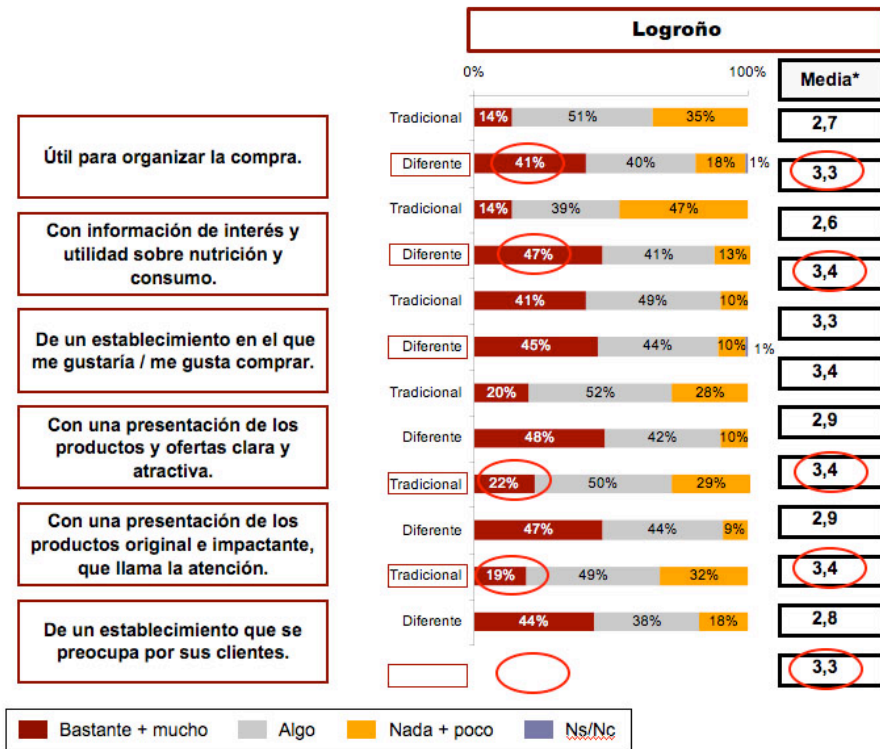 Logroño
0%
100%
Media*
Útil para organizar la compra.
Tradicional 14% 51% 35% 2,7
Diferente 41% 40% 18% 1% 3,3
Con información de interés y
utilidad sobre nutrición y
consumo.
Tradicional 14% 39% 47% 2,6
Diferente 47% 41% 13% 3,4
De un establecimiento en el que
me gustaría / me gusta comprar.
Tradicional 41% 49% 10% 3,3
Diferente 45% 44% 10% 1% 3,4
Con una presentación de los
productos y ofertas clara y
atractiva.
Tradicional 20% 52% 28% 2,9
Diferente 48% 42% 10% 3,4
Con una presentación de los
productos original e impactante,
que llama la atención.
Tradicional 22% 50% 29% 2,9
Diferente 47% 44% 9% 3,4
De un establecimiento que se
preocupa por sus clientes.
Tradicional 19% 49% 32% 2,8
Diferente 44% 38% 18% 3,3
Bastante + mucho Algo Nada + poco Ns/Nc